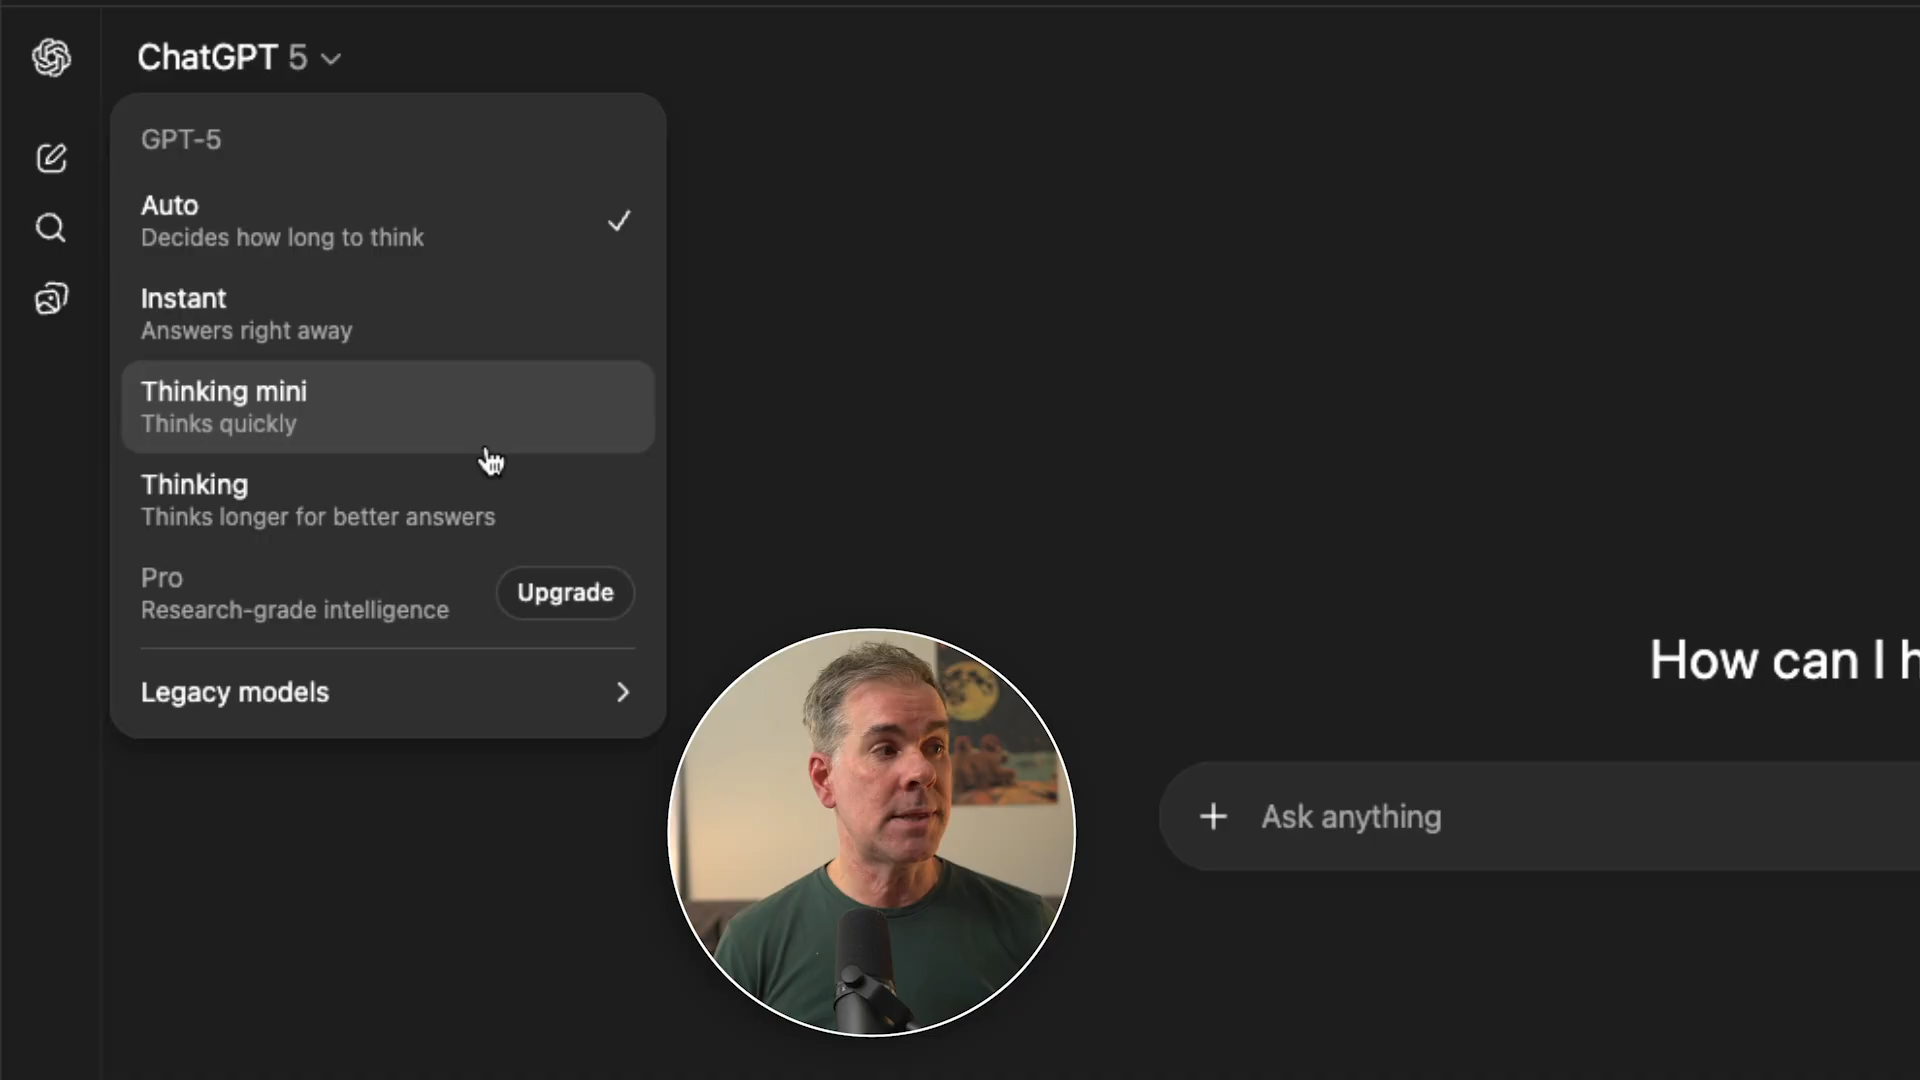 ChatGPT 5
GPT-5
Auto
Decides how long to think
Instant
Answers right away
Thinking mini
Thinks quickly
Thinking
Thinks longer for better answers
Pro
Research-grade intelligence
Upgrade
Legacy models
How can I h
Ask anything